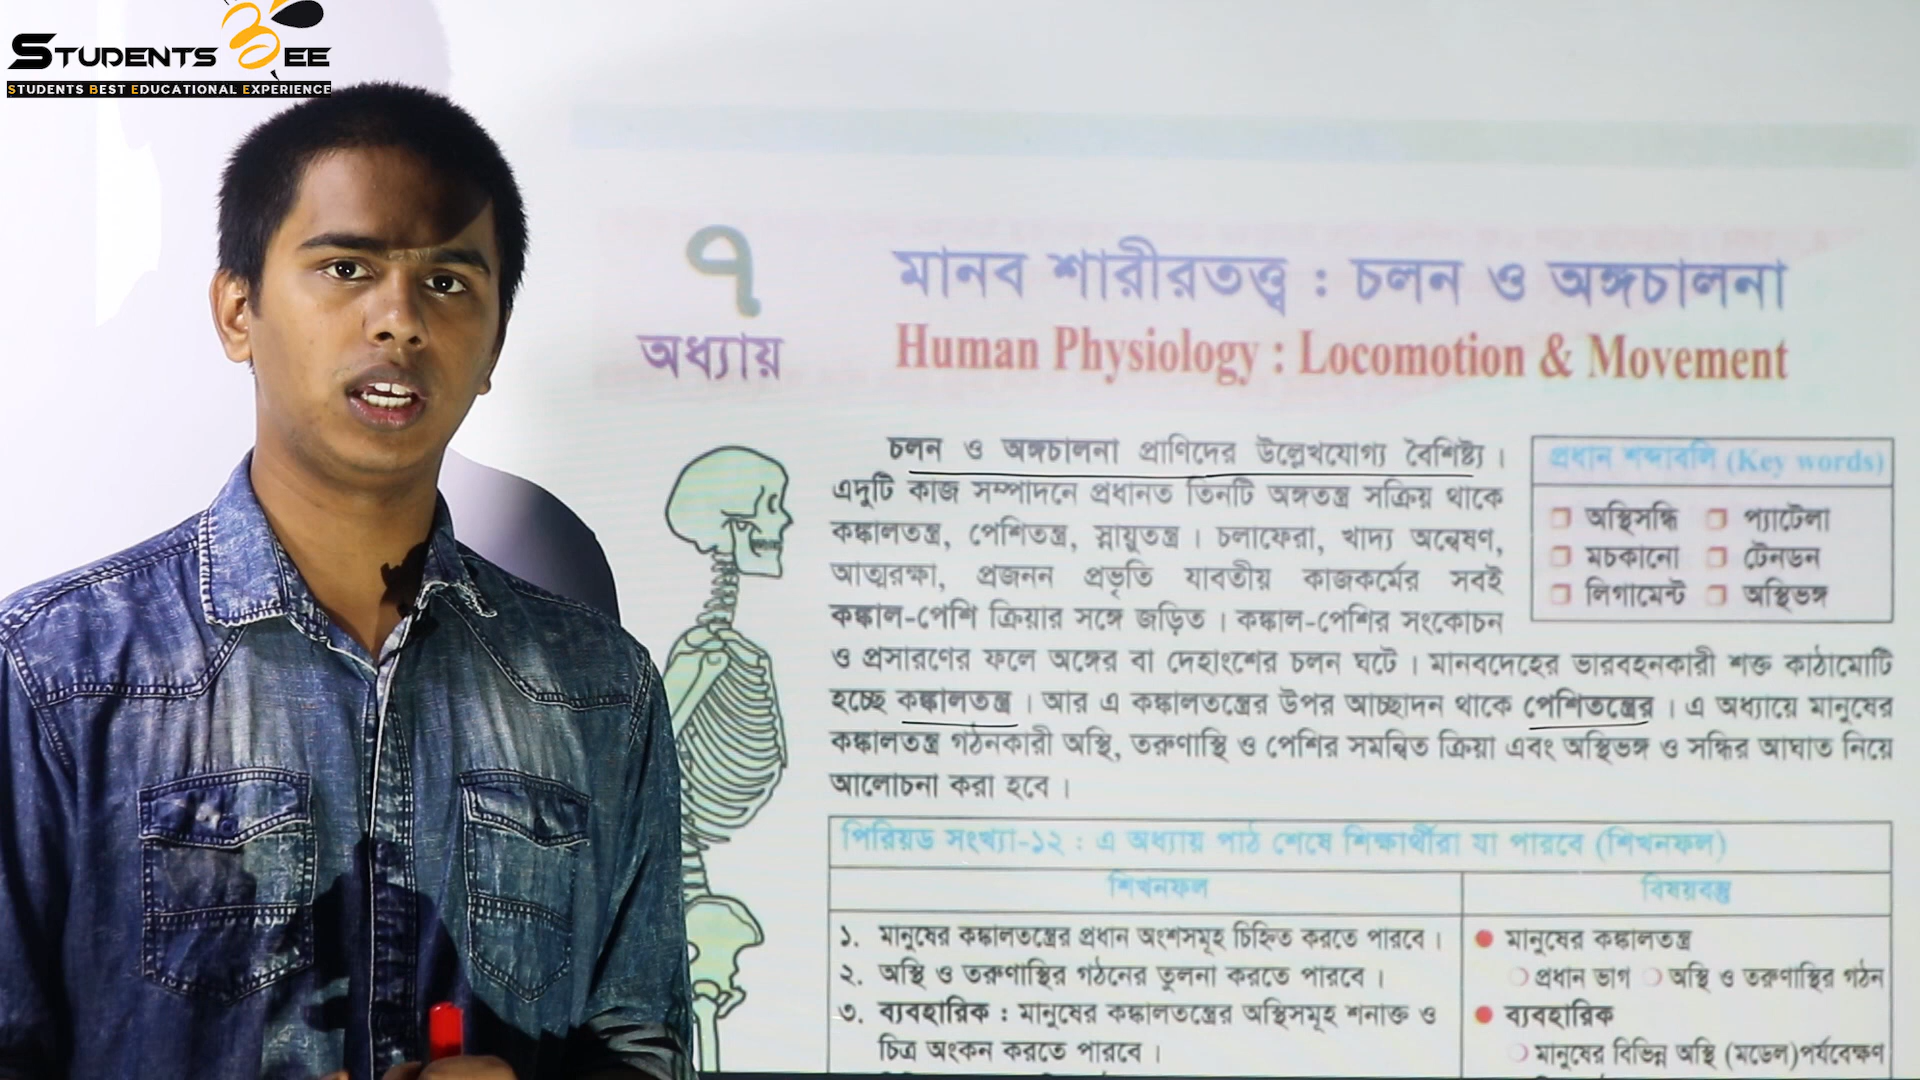 STUDENTS BEE
STUDENTS BEST EDUCATIONAL EXPERIENCE
৭
অধ্যায়
মানব শারীরতত্ত্ব : চলন ও অঙ্গচালনা
Human Physiology : Locomotion & Movement
চলন ও অঙ্গচালনা প্রাণিদের উল্লেখযোগ্য বৈশিষ্ট্য ।
এদুটি কাজ সম্পাদনে প্রধানত তিনটি অঙ্গতন্ত্র সক্রিয় থাকে
কঙ্কালতন্ত্র, পেশিতন্ত্র, স্নায়ুতন্ত্র । চলাফেরা, খাদ্য অন্বেষণ,
আত্মরক্ষা, প্রজনন প্রভৃতি যাবতীয় কাজকর্মের সবই
কঙ্কাল-পেশি ক্রিয়ার সঙ্গে জড়িত । কঙ্কাল-পেশির সংকোচন
ও প্রসারণের ফলে অঙ্গের বা দেহাংশের চলন ঘটে । মানবদেহের ভারবহনকারী শক্ত কাঠামোটি
হচ্ছে কঙ্কালতন্ত্র । আর এ কঙ্কালতন্ত্রের উপর আচ্ছাদন থাকে পেশিতন্ত্রের । এ অধ্যায়ে মানুষের
কঙ্কালতন্ত্র গঠনকারী অস্থি, তরুণাস্থি ও পেশির সমন্বিত ক্রিয়া এবং অস্থিভঙ্গ ও সন্ধির আঘাত নিয়ে
আলোচনা করা হবে ।
প্রধান শব্দাবলি (Key words)
অস্থিসন্ধি প্যাটেলা
মচকানো টেনডন
লিগামেন্ট অস্থিভঙ্গ
পিরিয়ড সংখ্যা-১২ : এ অধ্যায় পাঠ শেষে শিক্ষার্থীরা যা পারবে (শিখনফল)
শিখনফল বিষয়বস্তু
১. মানুষের কঙ্কালতন্ত্রের প্রধান অংশসমূহ চিহ্নিত করতে পারবে ।
২. অস্থি ও তরুণাস্থির গঠনের তুলনা করতে পারবে ।
৩. ব্যবহারিক : মানুষের কঙ্কালতন্ত্রের অস্থিসমূহ শনাক্ত ও
চিত্র অংকন করতে পারবে ।
মানুষের কঙ্কালতন্ত্র
প্রধান ভাগ অস্থি ও তরুণাস্থির গঠন
ব্যবহারিক
মানুষের বিভিন্ন অস্থি (মডেল) পর্যবেক্ষণ